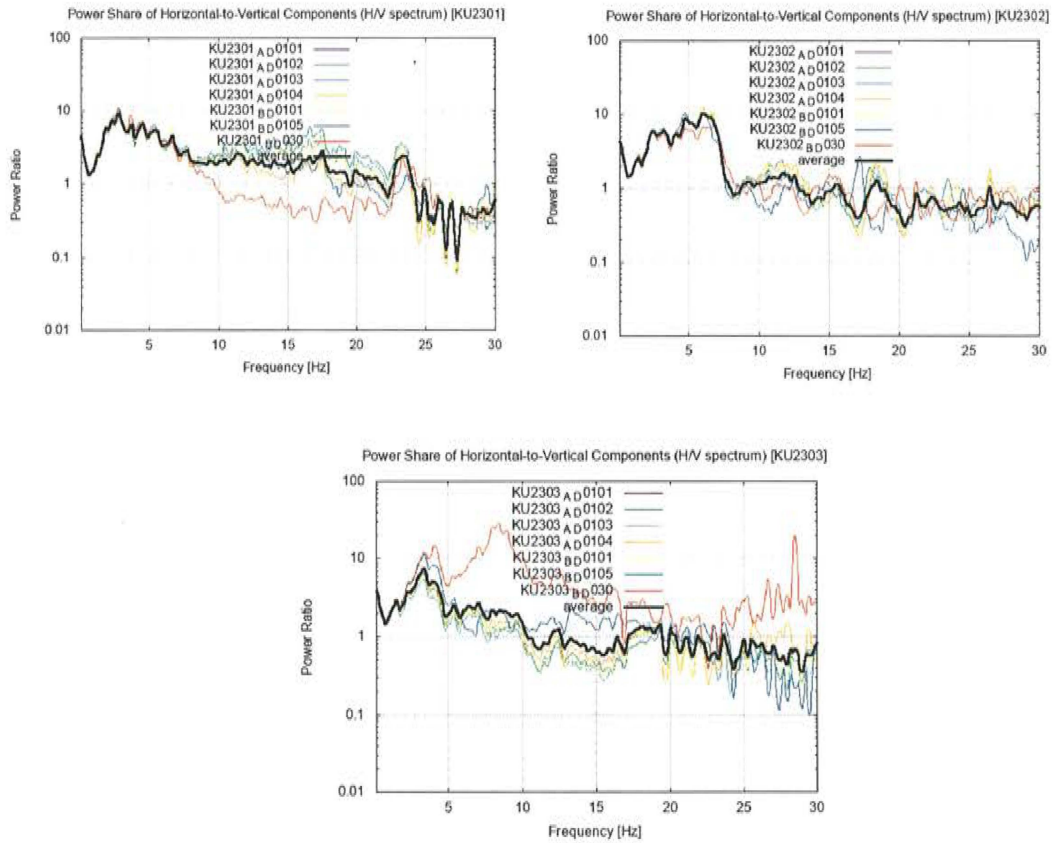 Power Share of Horizontal-to-Vertical Components (H/V spectrum) [KU2301]
100
10
1
0.1
0.01
Power Ratio
KU2301 AD0101
KU2301 AD0102
KU2301 AD0103
KU2301 AD0104
KU2301 BD0101
KU2301 BD0105
KU2301 BD030
average
5 10 15 20 25 30
Frequency [Hz]
Power Share of Horizontal-to-Vertical Components (H/V spectrum) [KU2302]
100
10
1
0.1
0.01
Power Ratio
KU2302 AD0101
KU2302 AD0102
KU2302 AD0103
KU2302 AD0104
KU2302 BD0101
KU2302 BD0105
KU2302 BD030
average
5 10 15 20 25 30
Frequency [Hz]
Power Share of Horizontal-to-Vertical Components (H/V spectrum) [KU2303]
100
10
1
0.1
0.01
Power Ratio
KU2303 AD0101
KU2303 AD0102
KU2303 AD0103
KU2303 AD0104
KU2303 BD0101
KU2303 BD0105
KU2303 BD030
average
5 10 15 20 25 30
Frequency [Hz]